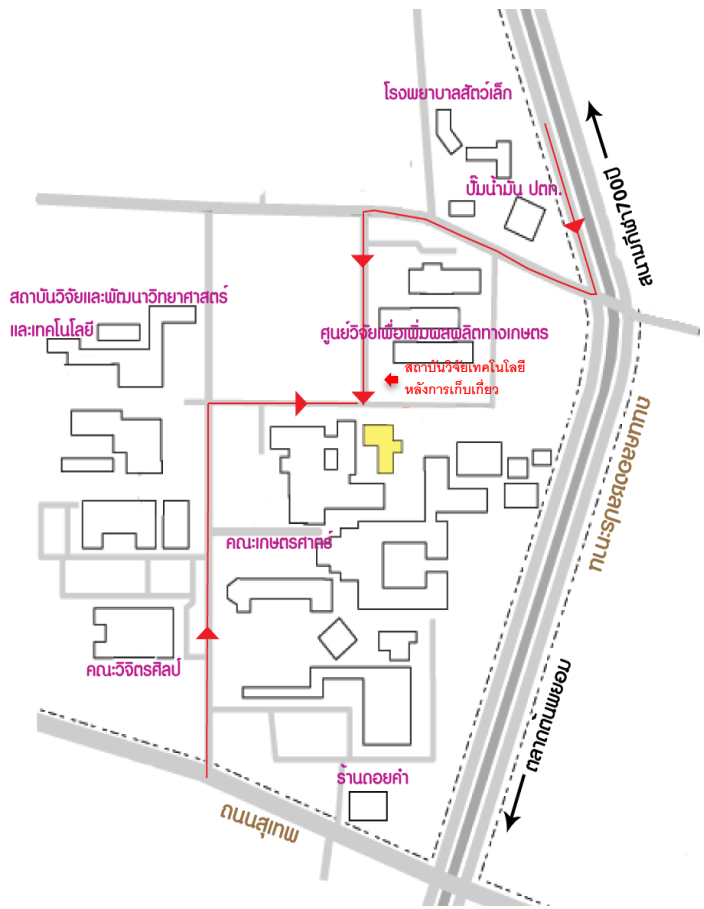 โรงพยาบาลสัตว์เล็ก
ปั๊มน้ำมัน ปตท.
สนามกีฬา700ปี
สถาบันวิจัยและพัฒนาวิทยาศาสตร์
และเทคโนโลยี
ศูนย์วิจัยเพื่อเพิ่มผลผลิตทางเกษตร
สถาบันวิจัยเทคโนโลยี
หลังการเก็บเกี่ยว
ถนนคลองชลประทาน
คณะเกษตรศาตร์
คณะวิจิตรศิลป์
ตลาดต้นพยอม
ร้านดอยคำ
ถนนสุเทพ